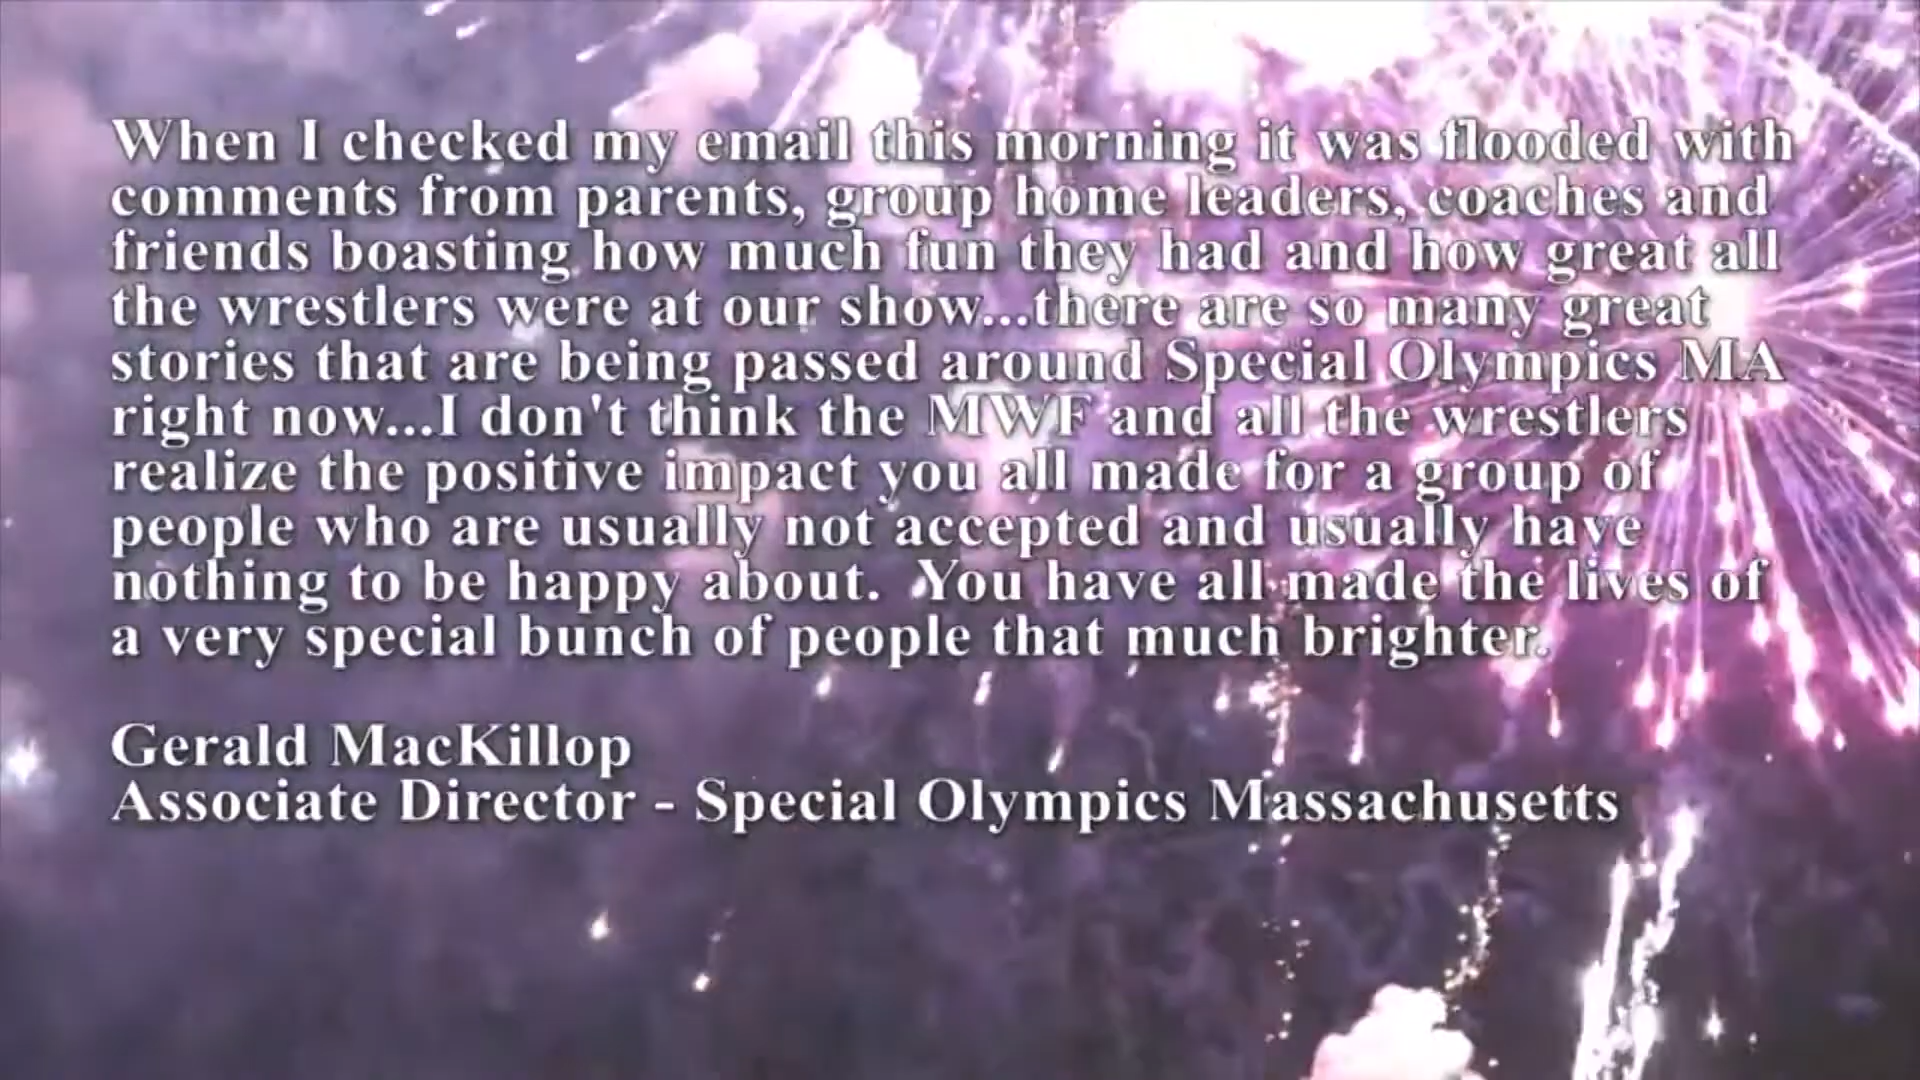 When I checked my email this morning it was flooded with
comments from parents, group home leaders, coaches and
friends boasting how much fun they had and how great all
the wrestlers were at our show...there are so many great
stories that are being passed around Special Olympics MA
right now...I don't think the MWF and all the wrestlers
realize the positive impact you all made for a group of
people who are usually not accepted and usually have
nothing to be happy about.  You have all made the lives of
a very special bunch of people that much brighter.
Gerald MacKillop
Associate Director - Special Olympics Massachusetts